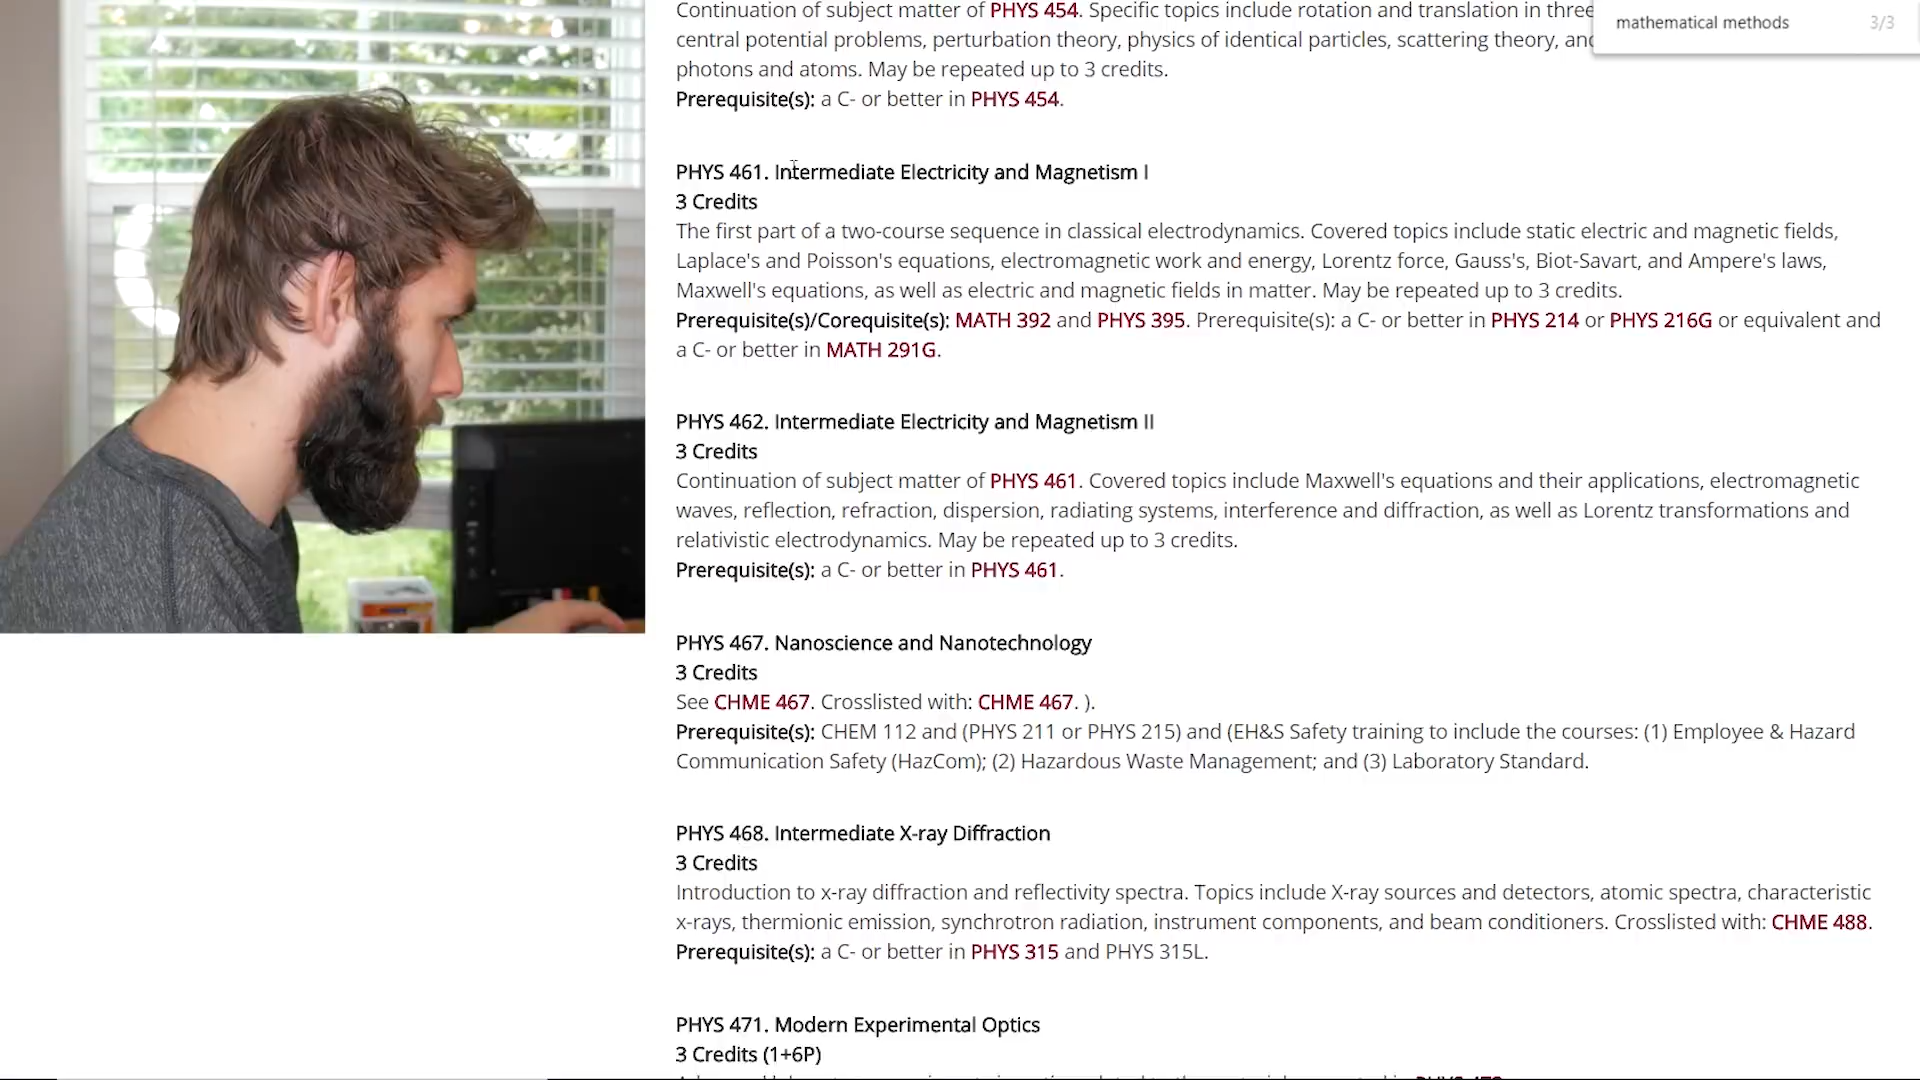 Continuation of subject matter of PHYS 454. Specific topics include rotation and translation in three
mathematical methods 3/3
central potential problems, perturbation theory, physics of identical particles, scattering theory,
photons and atoms. May be repeated up to 3 credits.
Prerequisite(s): a C- or better in PHYS 454.
PHYS 461. Intermediate Electricity and Magnetism I
3 Credits
The first part of a two-course sequence in classical electrodynamics. Covered topics include static electric and magnetic fields,
Laplace's and Poisson's equations, electromagnetic work and energy, Lorentz force, Gauss's, Biot-Savart, and Ampere's laws,
Maxwell's equations, as well as electric and magnetic fields in matter. May be repeated up to 3 credits.
Prerequisite(s)/Corequisite(s): MATH 392 and PHYS 395. Prerequisite(s): a C- or better in PHYS 214 or PHYS 216G or equivalent and
a C- or better in MATH 291G.
PHYS 462. Intermediate Electricity and Magnetism II
3 Credits
Continuation of subject matter of PHYS 461. Covered topics include Maxwell's equations and their applications, electromagnetic
waves, reflection, refraction, dispersion, radiating systems, interference and diffraction, as well as Lorentz transformations and
relativistic electrodynamics. May be repeated up to 3 credits.
Prerequisite(s): a C- or better in PHYS 461.
PHYS 467. Nanoscience and Nanotechnology
3 Credits
See CHME 467. Crosslisted with: CHME 467. ).
Prerequisite(s): CHEM 112 and (PHYS 211 or PHYS 215) and (EH&S Safety training to include the courses: (1) Employee & Hazard
Communication Safety (HazCom); (2) Hazardous Waste Management; and (3) Laboratory Standard.
PHYS 468. Intermediate X-ray Diffraction
3 Credits
Introduction to x-ray diffraction and reflectivity spectra. Topics include X-ray sources and detectors, atomic spectra, characteristic
x-rays, thermionic emission, synchrotron radiation, instrument components, and beam conditioners. Crosslisted with: CHME 488.
Prerequisite(s): a C- or better in PHYS 315 and PHYS 315L.
PHYS 471. Modern Experimental Optics
3 Credits (1+6P)